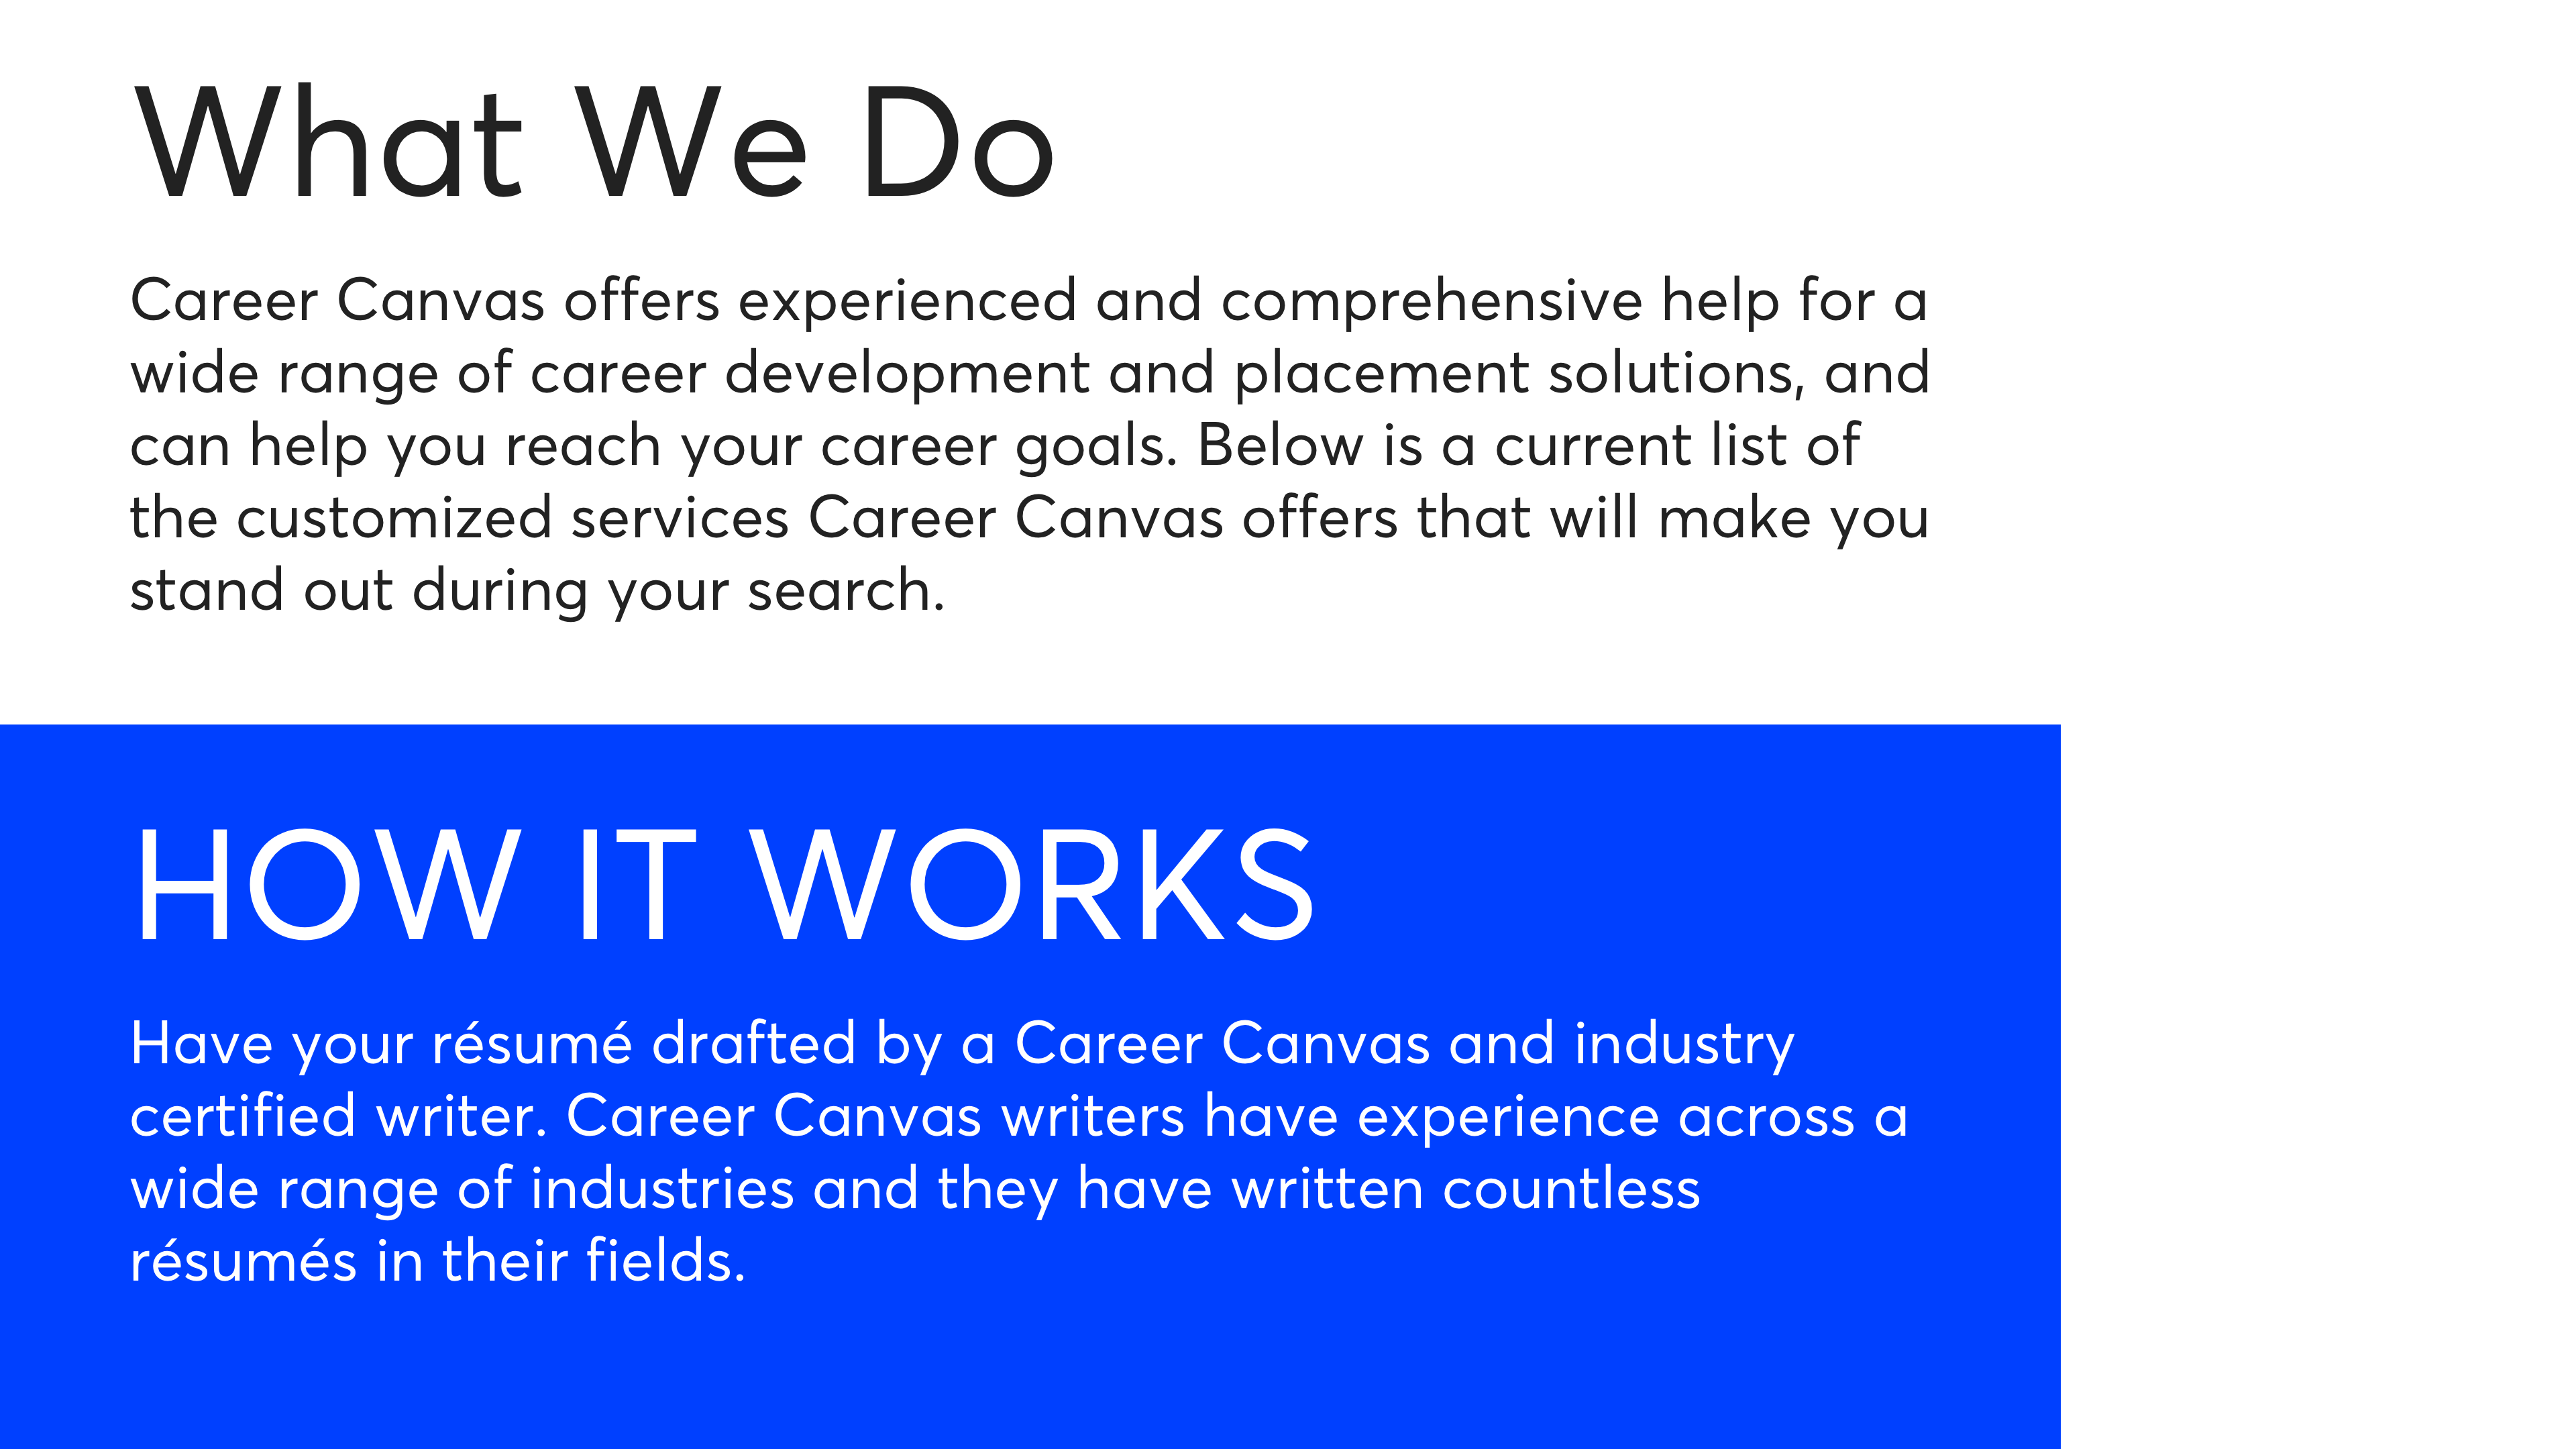 What We Do
Career Canvas offers experienced and comprehensive help for a
wide range of career development and placement solutions, and
can help you reach your career goals. Below is a current list of
the customized services Career Canvas offers that will make you
stand out during your search.
HOW IT WORKS
Have your résumé drafted by a Career Canvas and industry
certified writer. Career Canvas writers have experience across a
wide range of industries and they have written countless
résumés in their fields.